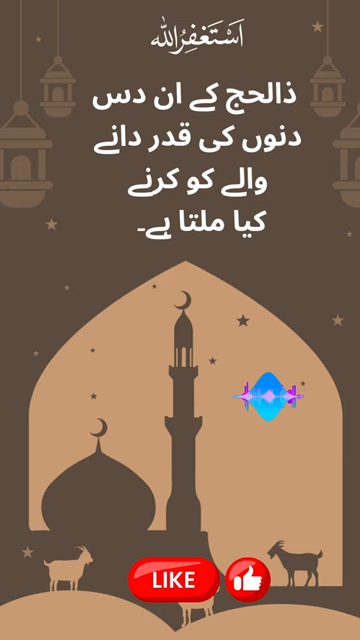 اَسْتَغْفِرُاللّٰه
ذالحج کے ان دس
دنوں کی قدر دانے
والے کو کرنے
کیا ملتا ہے۔
LIKE